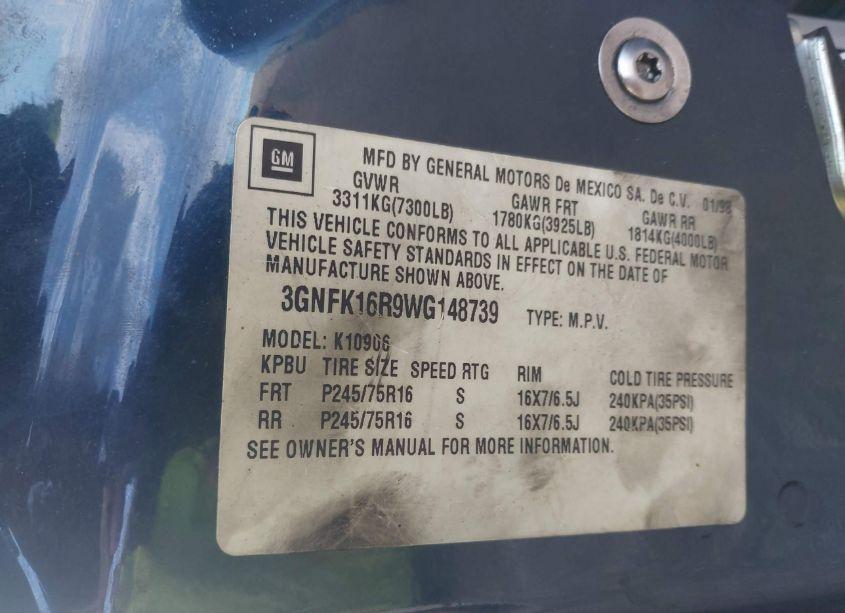 GM
MFD BY GENERAL MOTORS De MEXICO SA. De C.V. 01/98
GVWR GAWR FRT GAWR RR
3311KG(7300LB) 1780KG(3925LB) 1814KG(4000LB)
THIS VEHICLE CONFORMS TO ALL APPLICABLE U.S. FEDERAL MOTOR
VEHICLE SAFETY STANDARDS IN EFFECT ON THE DATE OF
MANUFACTURE SHOWN ABOVE.
3GNFK16R9WG148739 TYPE: M.P.V.
MODEL: K10906
KPBU TIRE SIZE SPEED RTG RIM COLD TIRE PRESSURE
FRT P245/75R16 S 16X7/6.5J 240KPA(35PSI)
RR P245/75R16 S 16X7/6.5J 240KPA(35PSI)
SEE OWNER'S MANUAL FOR MORE INFORMATION.